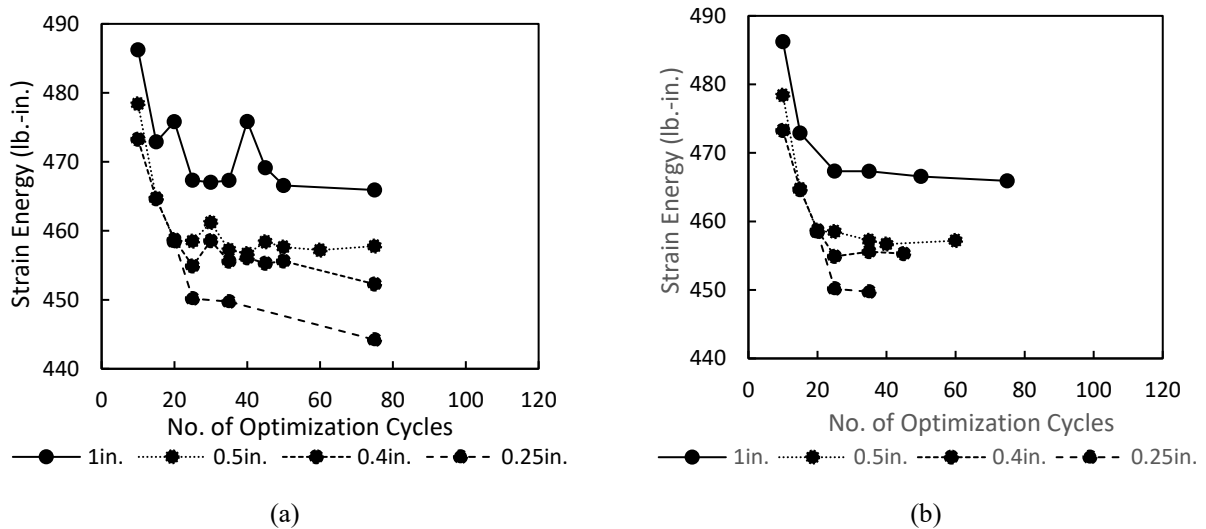 490
480
470
460
450
440
Strain Energy (lb.-in.)
0 20 40 60 80 100 120
No. of Optimization Cycles
1in. 0.5in. 0.4in. 0.25in.
(a)
490
480
470
460
450
440
Strain Energy (lb.-in.)
0 20 40 60 80 100 120
No. of Optimization Cycles
1in. 0.5in. 0.4in. 0.25in.
(b)